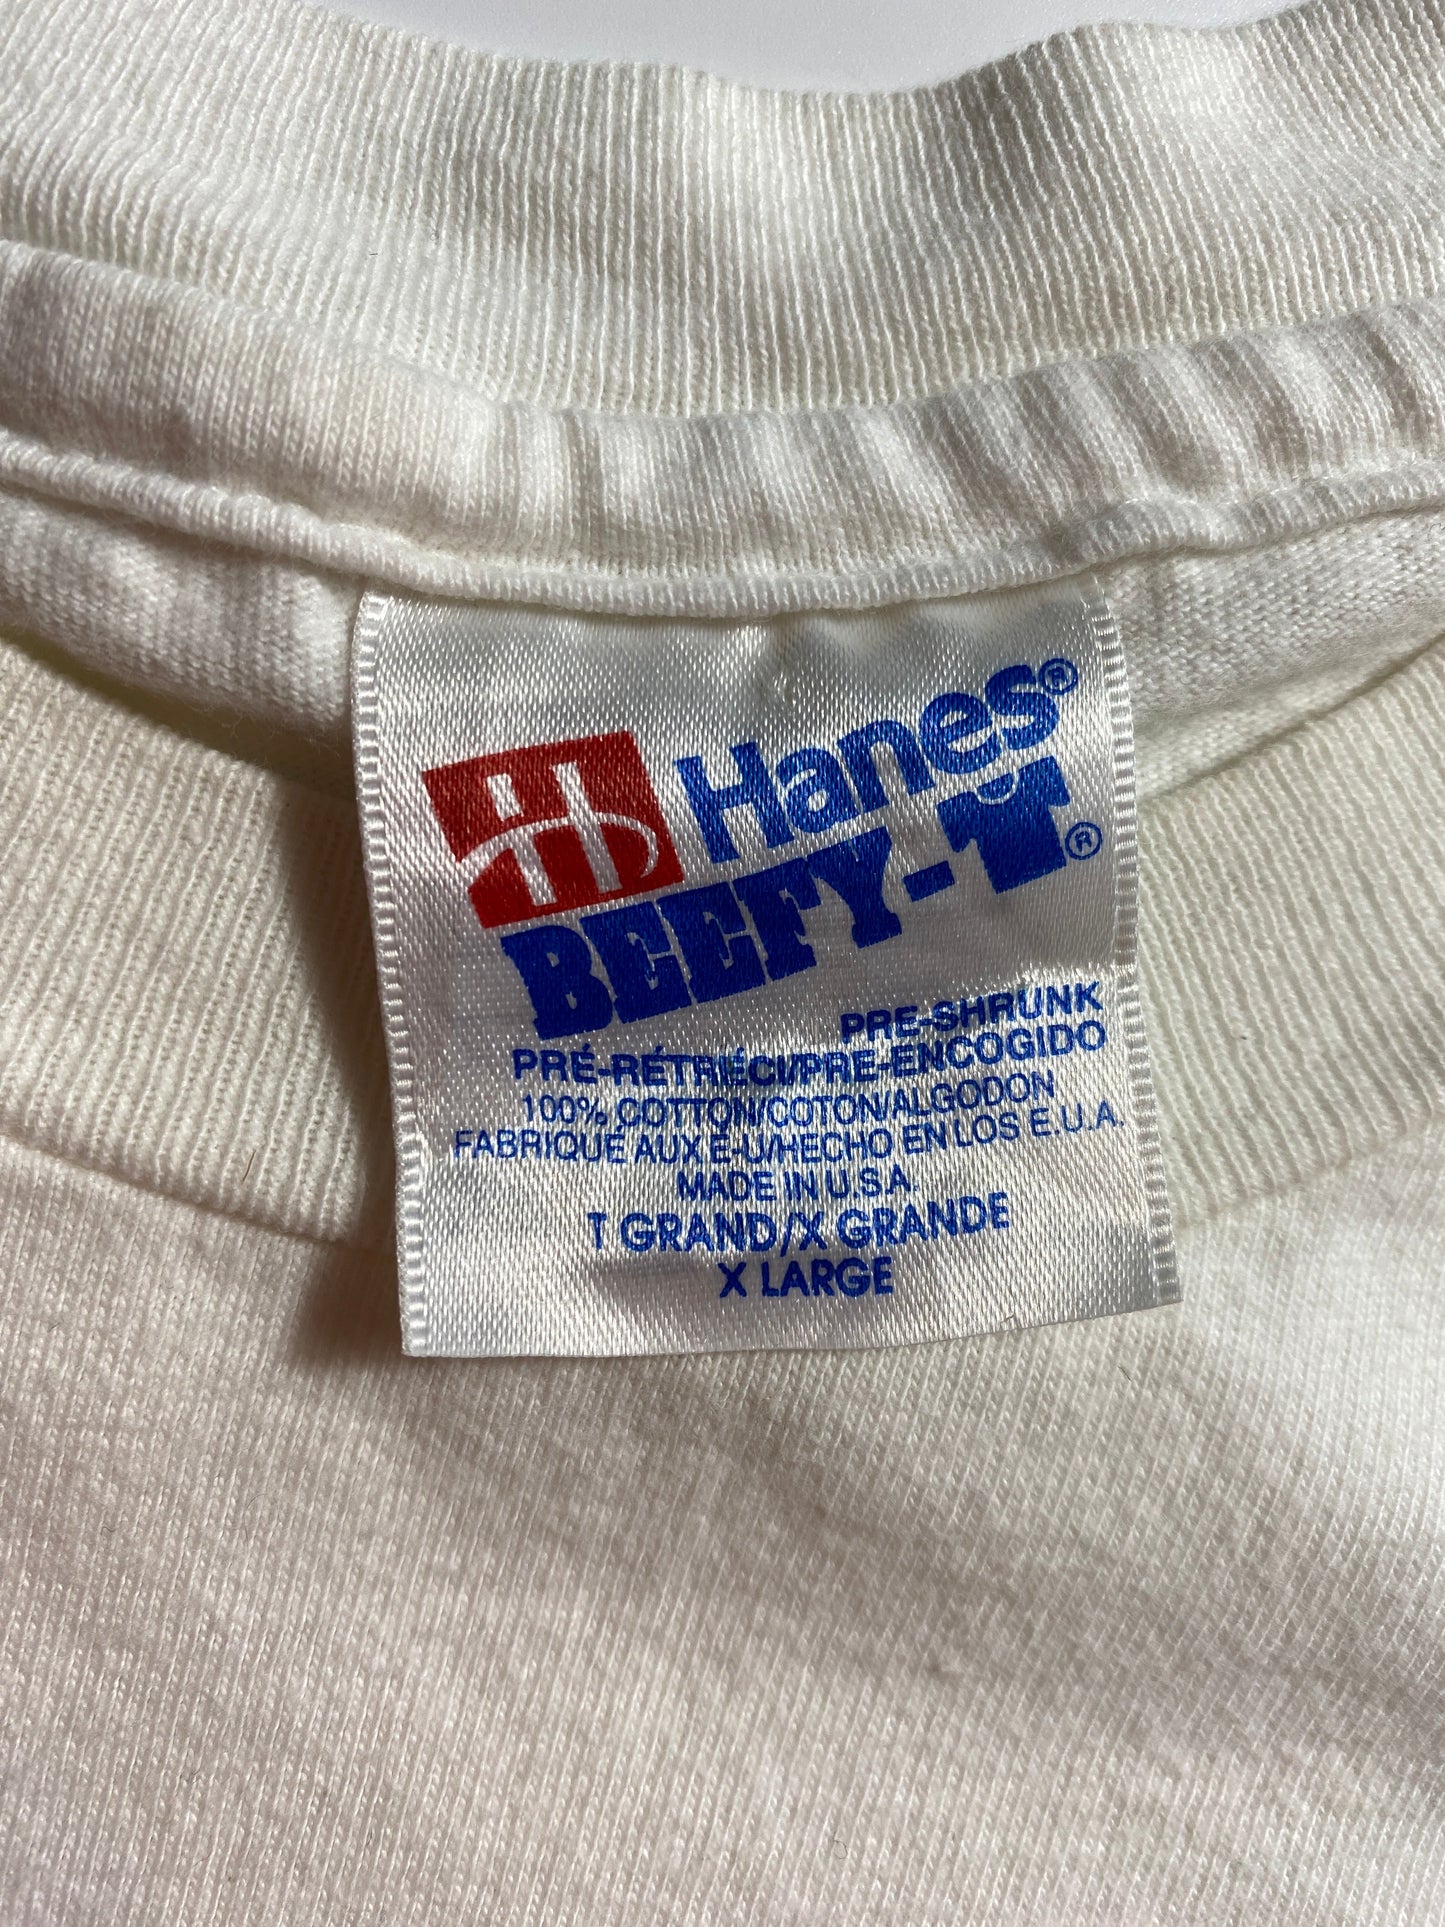 Hanes®
BEEFY-T®
PRE-SHRUNK
PRÉ-RÉTRÉCI/PRE-ENCOGIDO
100% COTTON/COTON/ALGODON
FABRIQUÉ AUX É-U/HECHO EN LOS E.U.A.
MADE IN U.S.A.
T GRAND/X GRANDE
X LARGE